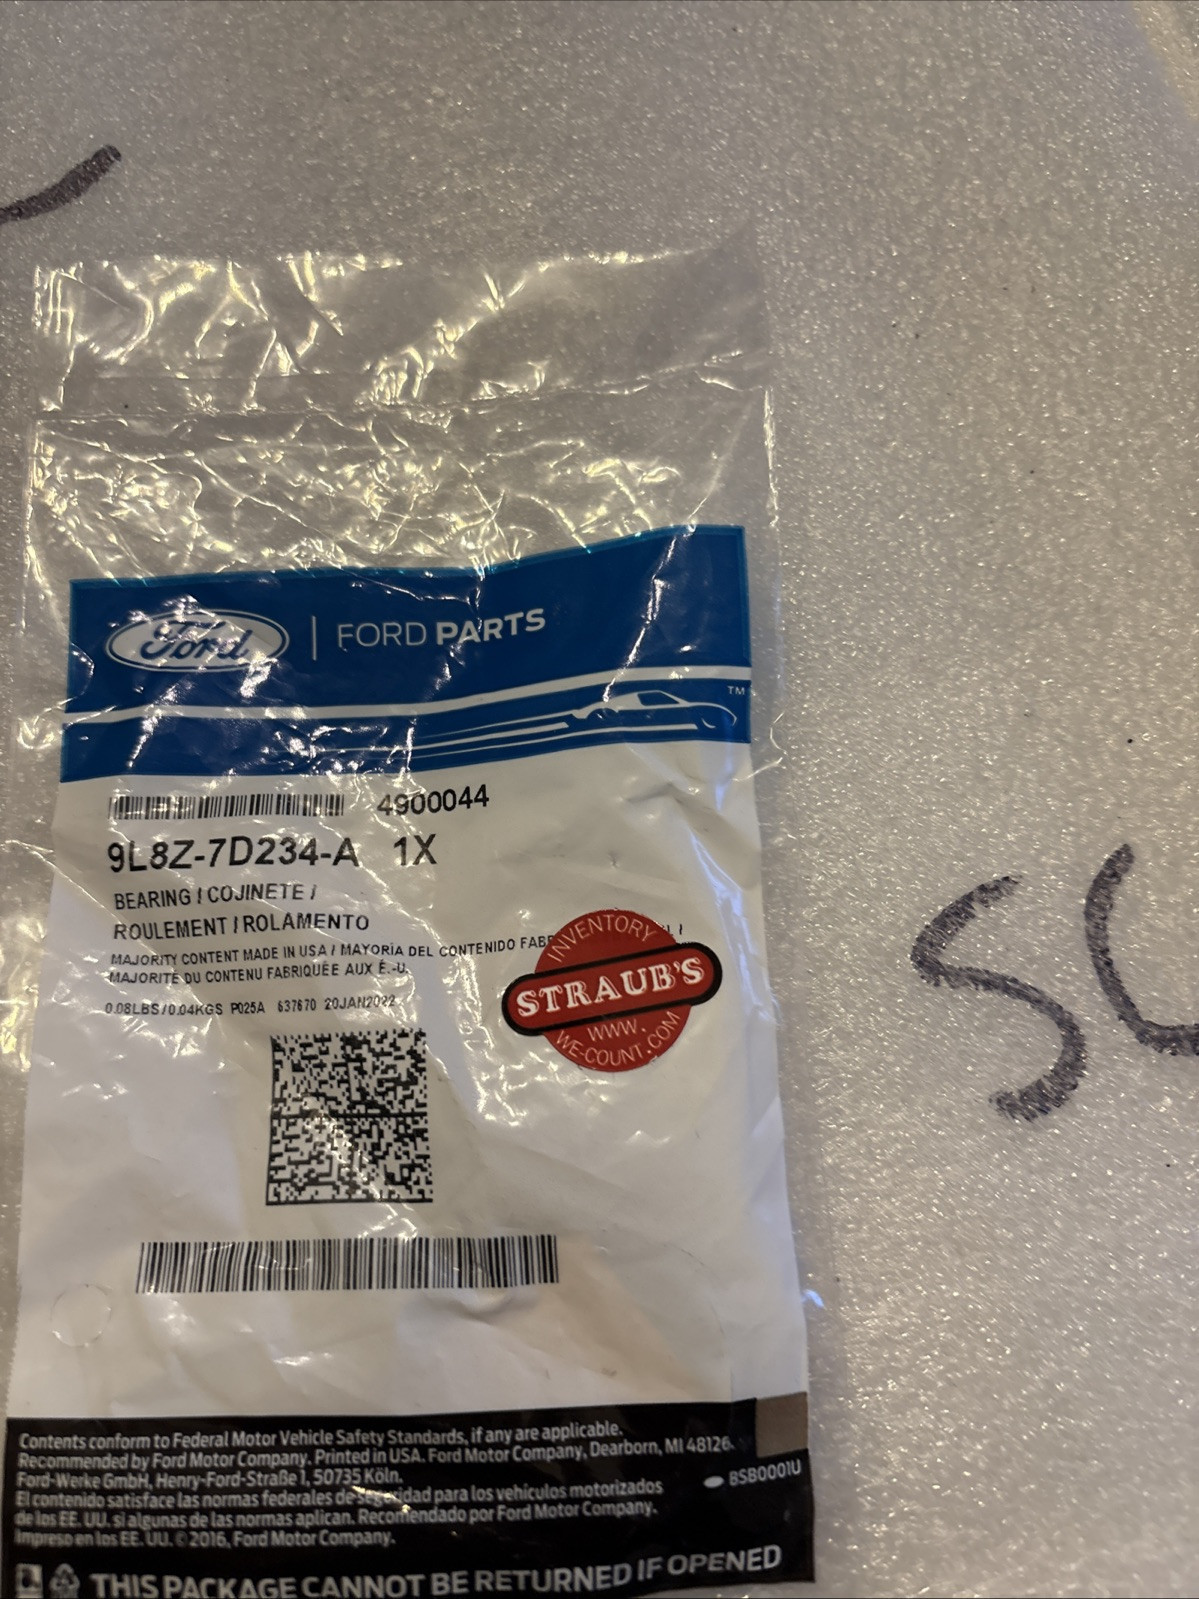 Ford | FORD PARTS
TM
4900044
9L8Z-7D234-A 1X
BEARING / COJINETE /
ROULEMENT / ROLAMENTO
MAJORITY CONTENT MADE IN USA / MAYORÍA DEL CONTENIDO
MAJORITÉ DU CONTENU FABRIQUÉE AUX É.-U.
0.08LBS/0.04KGS P025A 637670 20JAN2022
INVENTORY
STRAUB'S
WWW.
WE-COUNT.COM
Contents conform to Federal Motor Vehicle Safety Standards, if any are applicable.
Recommended by Ford Motor Company. Printed in USA. Ford Motor Company, Dearborn, MI 48126.
Ford-Werke GmbH, Henry-Ford-Straße 1, 50735 Köln.
El contenido satisface las normas federales de seguridad para los vehículos motorizados
de los EE. UU. si algunas de las normas aplican. Recomendado por Ford Motor Company.
Impreso en los EE. UU. © 2016, Ford Motor Company.
BSB0001U
THIS PACKAGE CANNOT BE RETURNED IF OPENED